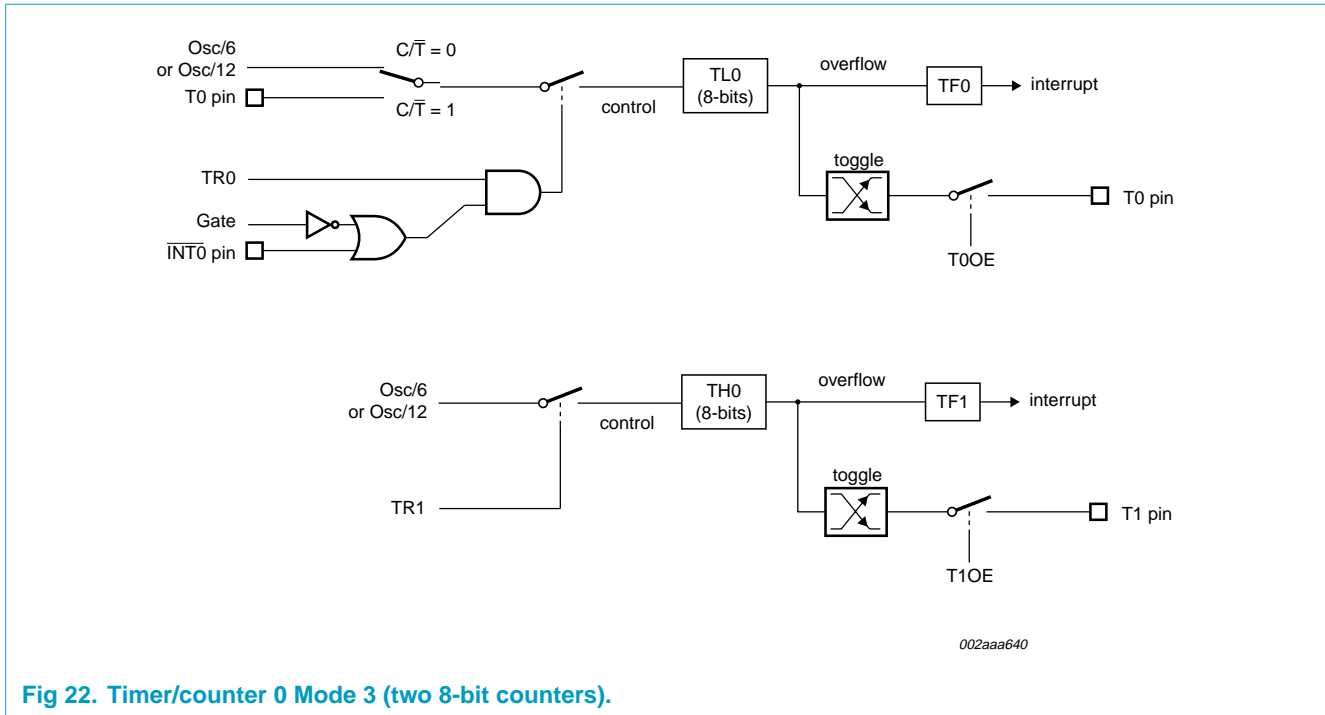 Osc/6
or Osc/12
T0 pin
C/T̅ = 0
C/T̅ = 1
control
TL0
(8-bits)
overflow
TF0
interrupt
toggle
T0 pin
T0OE
TR0
Gate
I̅N̅T̅0̅ pin
Osc/6
or Osc/12
control
TH0
(8-bits)
overflow
TF1
interrupt
toggle
T1 pin
T1OE
TR1
002aaa640
Fig 22. Timer/counter 0 Mode 3 (two 8-bit counters).